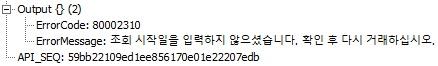 Output {} (2)
ErrorCode: 80002310
ErrorMessage: 조회 시작일을 입력하지 않으셨습니다. 확인 후 다시 거래하십시오.
API_SEQ: 59bb22109ed1ee856170e01e22207edb